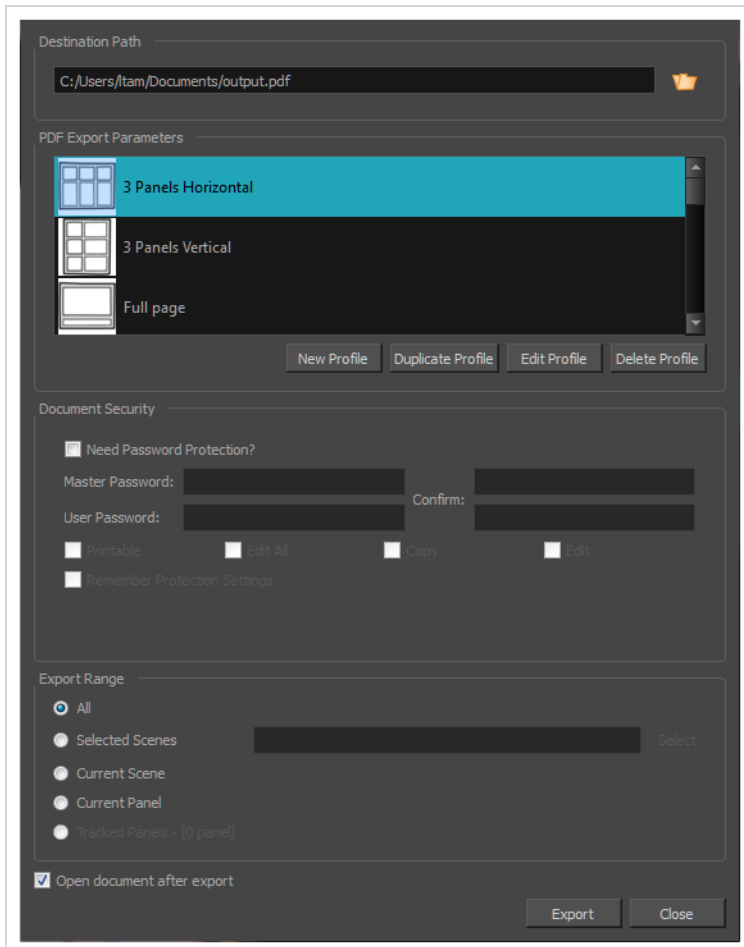 Destination Path
C:/Users/ltam/Documents/output.pdf
PDF Export Parameters
3 Panels Horizontal
3 Panels Vertical
Full page
New Profile Duplicate Profile Edit Profile Delete Profile
Document Security
Need Password Protection?
Master Password:
Confirm:
User Password:
Printable Edit All Copy Edit
Remember Protection Settings
Export Range
All
Selected Scenes Select
Current Scene
Current Panel
Tracked Panels - [0 panel]
Open document after export
Export Close